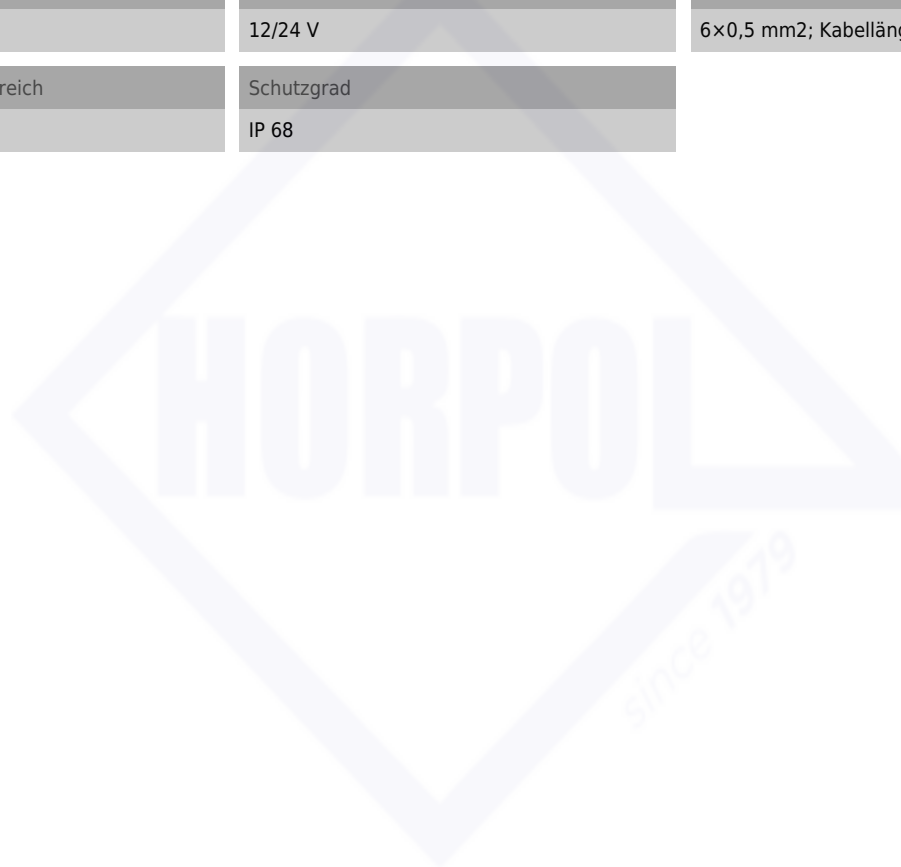 12/24 V
6×0,5 mm2; Kabelläng
reich
Schutzgrad
IP 68
HORPOL
since 1979